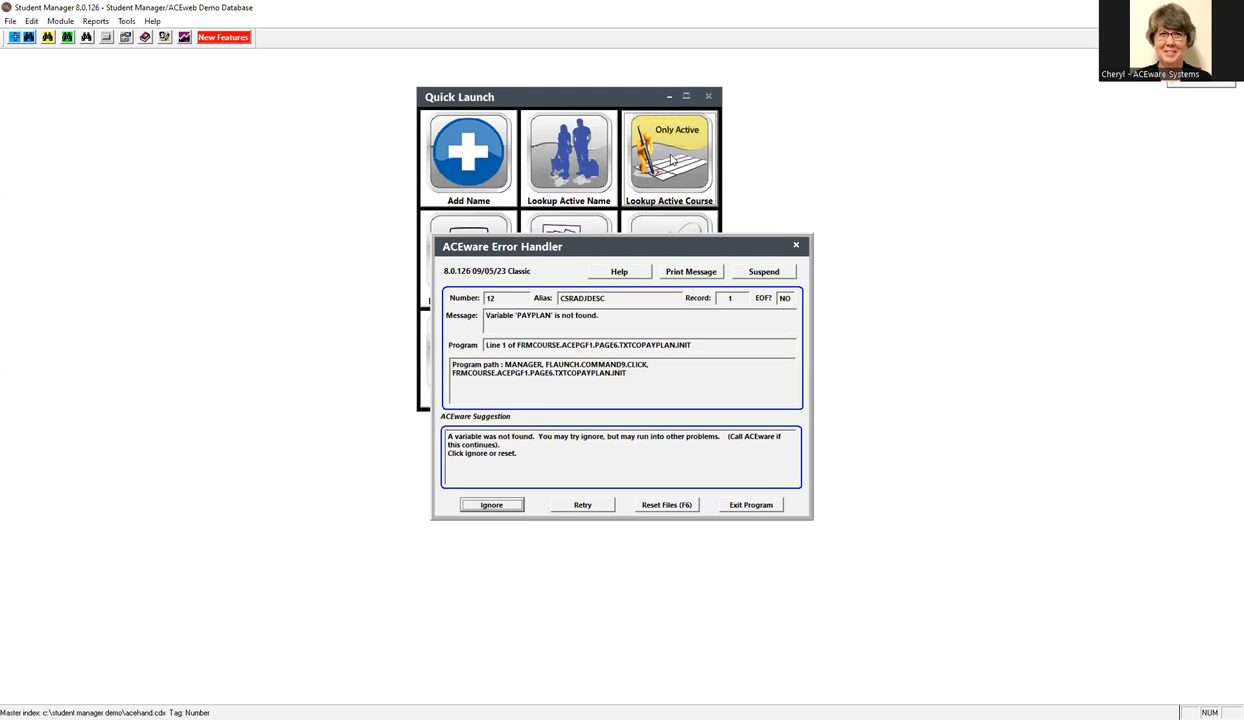 Student Manager 8.0.126 - Student Manager/ACEweb Demo Database
File Edit Module Reports Tools Help
New Features
Cheryl - ACEware Systems
Quick Launch
Only Active
Add Name Lookup Active Name Lookup Active Course
ACEware Error Handler
8.0.126 09/05/23 Classic Help Print Message Suspend
Number: 12 Alias: CSRADJDESC Record: 1 EOF? NO
Message: Variable 'PAYPLAN' is not found.
Program Line 1 of FRMCOURSE.ACEPGF1.PAGE6.TXTCOPAYPLAN.INIT
Program path : MANAGER, FLAUNCH.COMMAND9.CLICK,
FRMCOURSE.ACEPGF1.PAGE6.TXTCOPAYPLAN.INIT
ACEware Suggestion
A variable was not found. You may try ignore, but may run into other problems. (Call ACEware if
this continues).
Click ignore or reset.
Ignore Retry Reset Files (F6) Exit Program
Master index: c:\student manager demo\acehand.cdx Tag: Number NUM